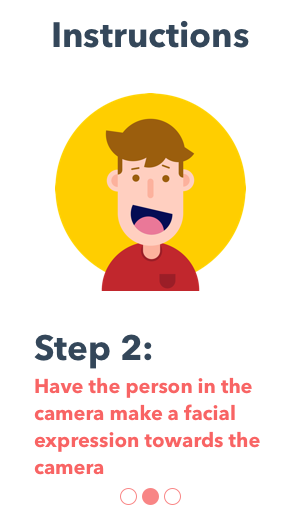 Instructions
Step 2:
Have the person in the
camera make a facial
expression towards the
camera